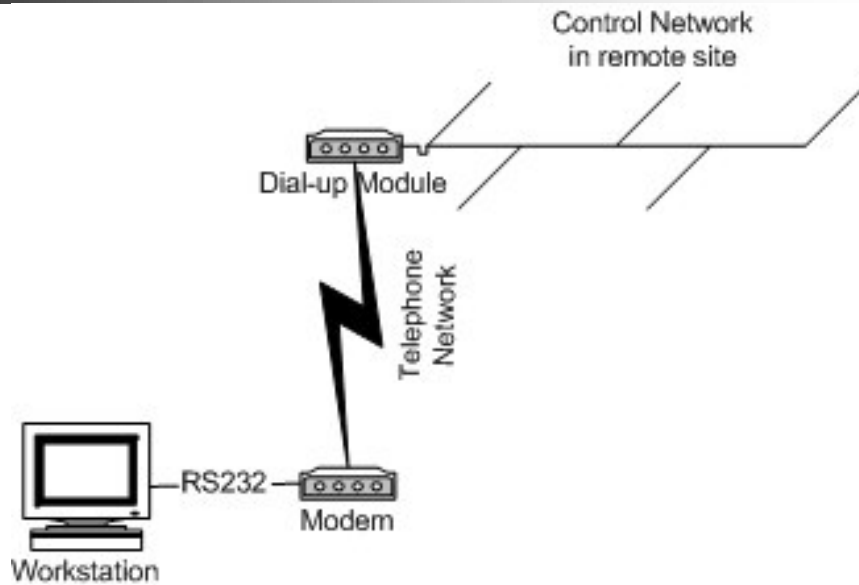 Control Network
in remote site
Dial-up Module
Telephone
Network
RS232
Modem
Workstation